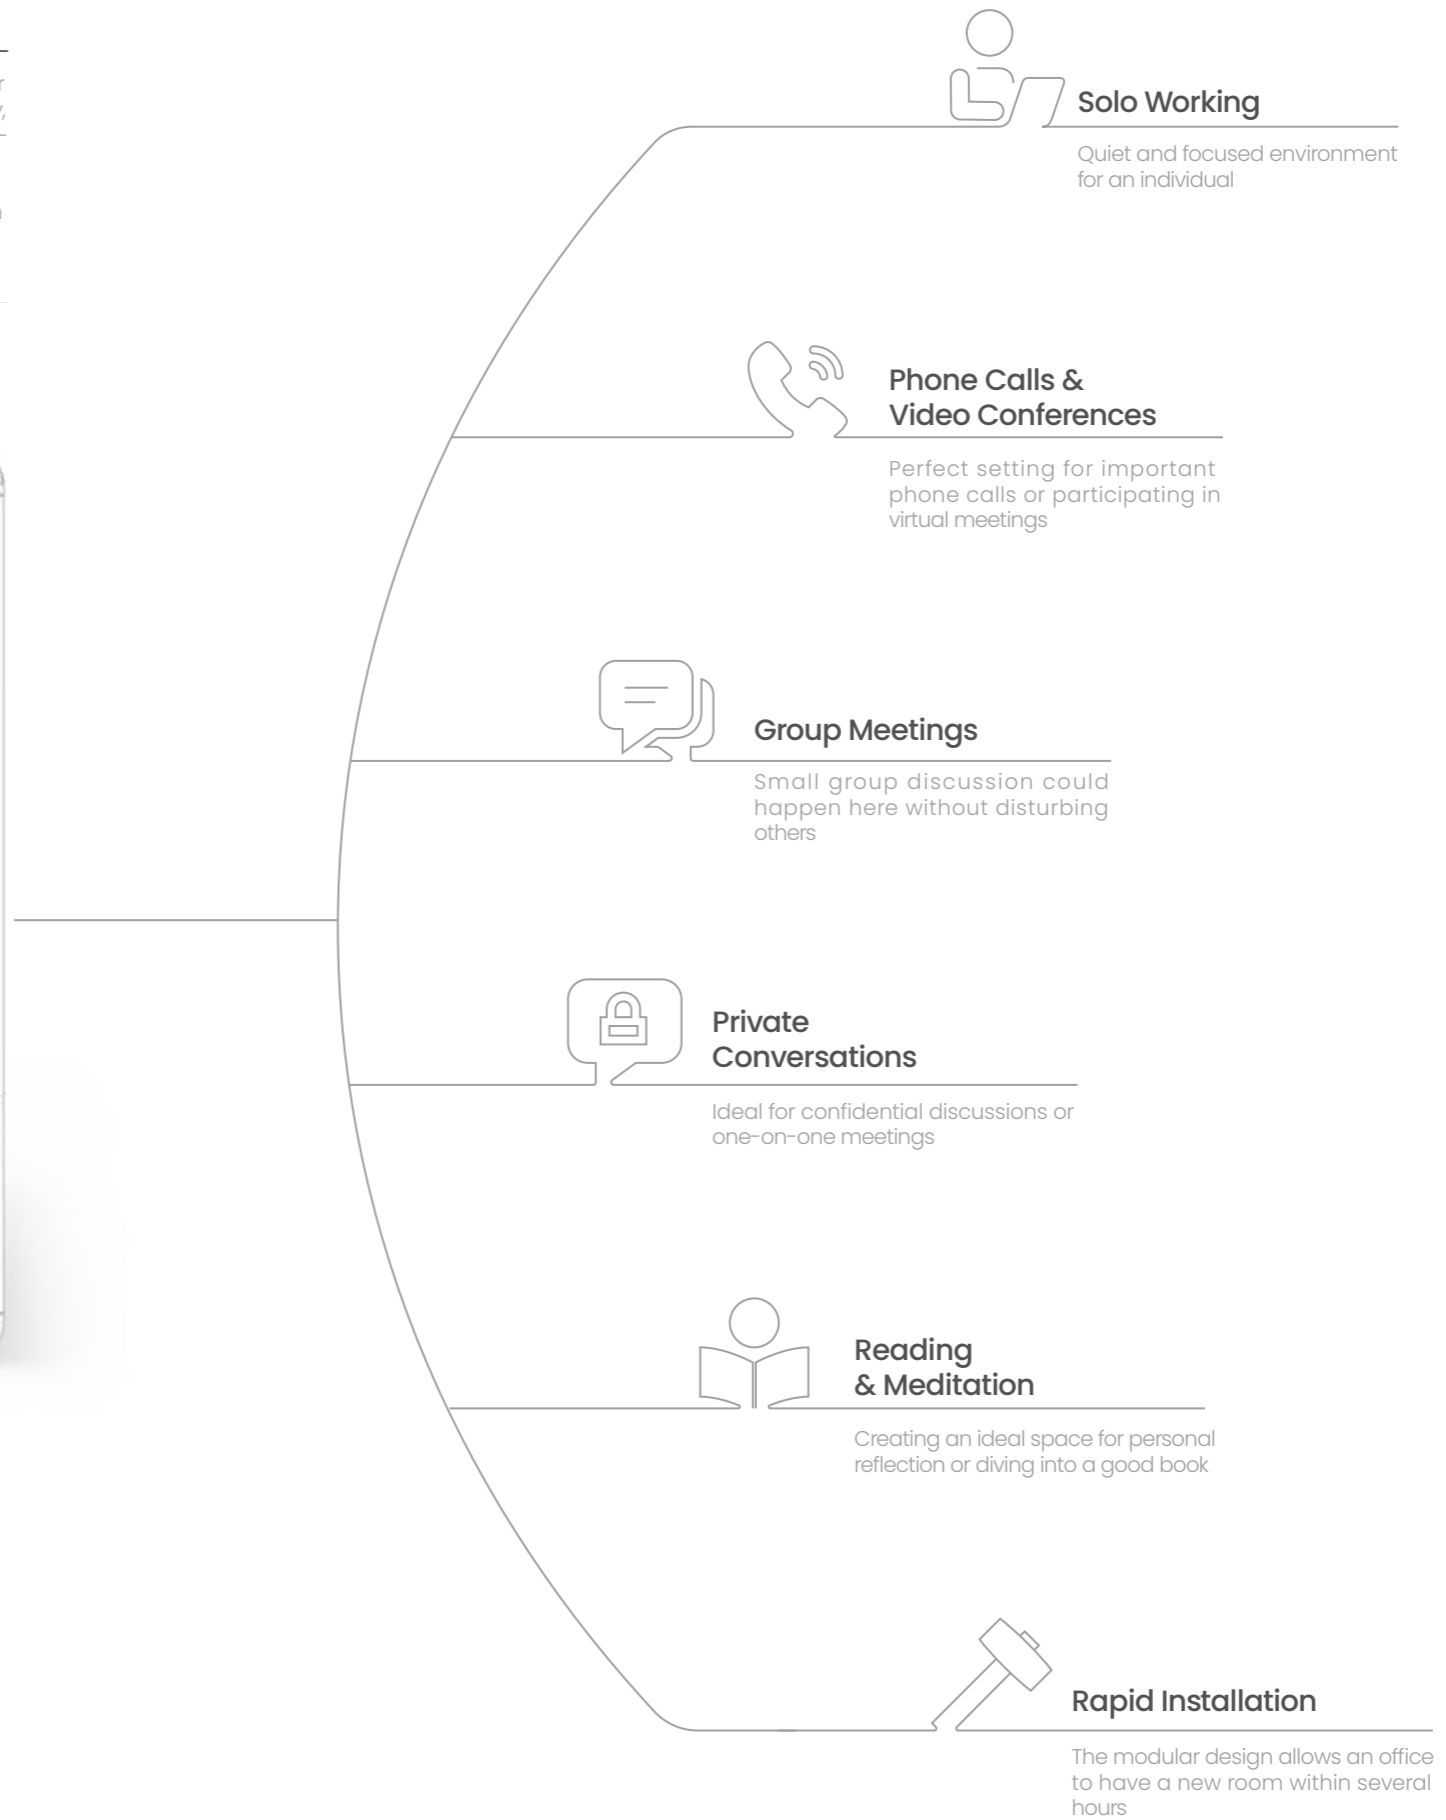 Solo Working
Quiet and focused environment
for an individual
Phone Calls &
Video Conferences
Perfect setting for important
phone calls or participating in
virtual meetings
Group Meetings
Small group discussion could
happen here without disturbing
others
Private
Conversations
Ideal for confidential discussions or
one-on-one meetings
Reading
& Meditation
Creating an ideal space for personal
reflection or diving into a good book
Rapid Installation
The modular design allows an office
to have a new room within several
hours